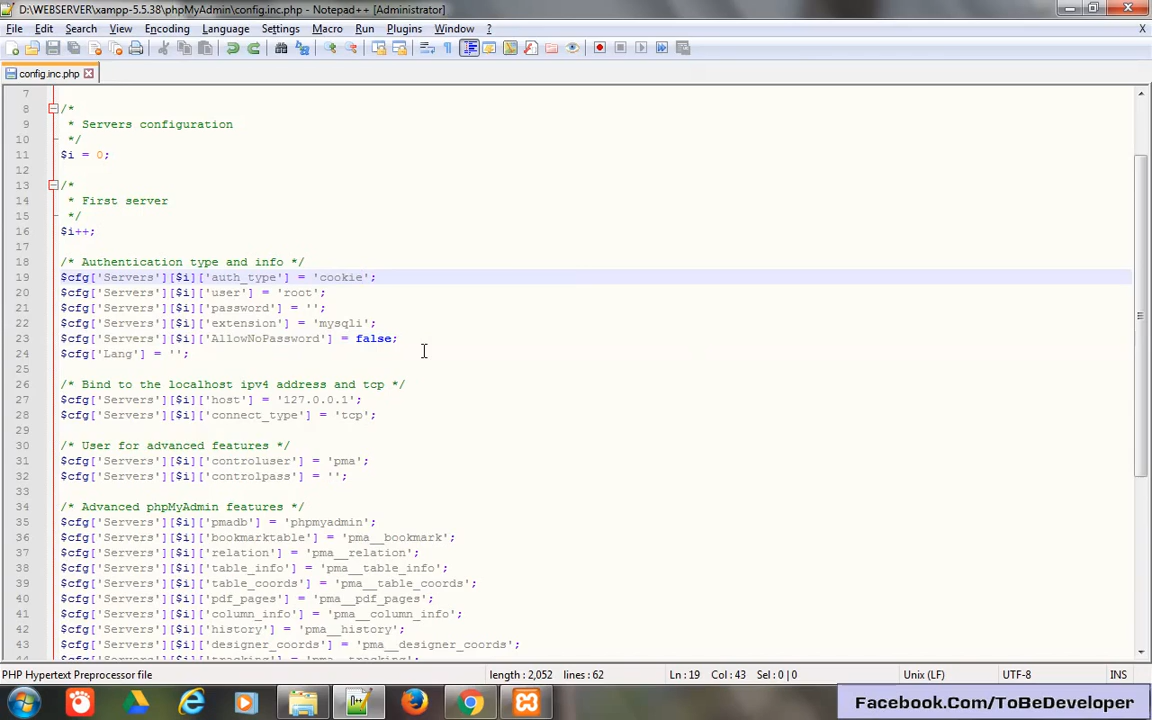 D:\WEBSERVER\xampp-5.5.38\phpMyAdmin\config.inc.php - Notepad++ [Administrator]
File Edit Search View Encoding Language Settings Macro Run Plugins Window ? X
config.inc.php
7
8 /*
9 * Servers configuration
10 */
11 $i = 0;
12
13 /*
14 * First server
15 */
16 $i++;
17
18 /* Authentication type and info */
19 $cfg['Servers'][$i]['auth_type'] = 'cookie';
20 $cfg['Servers'][$i]['user'] = 'root';
21 $cfg['Servers'][$i]['password'] = '';
22 $cfg['Servers'][$i]['extension'] = 'mysqli';
23 $cfg['Servers'][$i]['AllowNoPassword'] = false;
24 $cfg['Lang'] = '';
25
26 /* Bind to the localhost ipv4 address and tcp */
27 $cfg['Servers'][$i]['host'] = '127.0.0.1';
28 $cfg['Servers'][$i]['connect_type'] = 'tcp';
29
30 /* User for advanced features */
31 $cfg['Servers'][$i]['controluser'] = 'pma';
32 $cfg['Servers'][$i]['controlpass'] = '';
33
34 /* Advanced phpMyAdmin features */
35 $cfg['Servers'][$i]['pmadb'] = 'phpmyadmin';
36 $cfg['Servers'][$i]['bookmarktable'] = 'pma__bookmark';
37 $cfg['Servers'][$i]['relation'] = 'pma__relation';
38 $cfg['Servers'][$i]['table_info'] = 'pma__table_info';
39 $cfg['Servers'][$i]['table_coords'] = 'pma__table_coords';
40 $cfg['Servers'][$i]['pdf_pages'] = 'pma__pdf_pages';
41 $cfg['Servers'][$i]['column_info'] = 'pma__column_info';
42 $cfg['Servers'][$i]['history'] = 'pma__history';
43 $cfg['Servers'][$i]['designer_coords'] = 'pma__designer_coords';
44 $cfg['Servers'][$i]['tracking'] = 'pma__tracking';
PHP Hypertext Preprocessor file length : 2,052 lines : 62 Ln : 19 Col : 43 Sel : 0 | 0 Unix (LF) UTF-8 INS
Facebook.Com/ToBeDeveloper